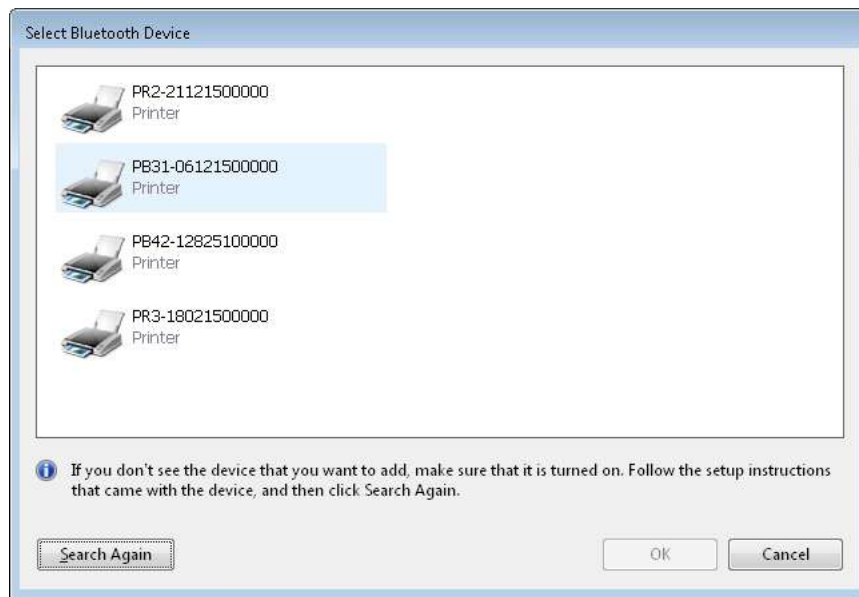 Select Bluetooth Device
PR2-21121500000
Printer
PB31-06121500000
Printer
PB42-12825100000
Printer
PR3-18021500000
Printer
If you don't see the device that you want to add, make sure that it is turned on. Follow the setup instructions
that came with the device, and then click Search Again.
Search Again
OK
Cancel